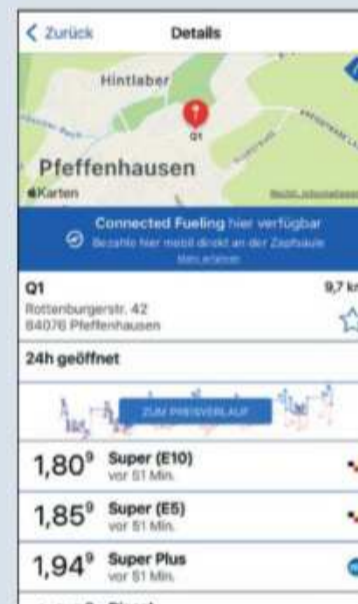 Zurück
Details
Hintlaber
Q1
Pfeffenhausen
Karten
Connected Fueling hier verfügbar
Bezahle hier mobil direkt an der Zapfsäule
Mehr erfahren
Q1
9,7 km
Rottenburgerstr. 42
84076 Pfeffenhausen
24h geöffnet
ZUM PREISVERLAUF
1,80⁹ Super (E10)
vor 51 Min.
1,85⁹ Super (E5)
vor 51 Min.
1,94⁹ Super Plus
vor 51 Min.